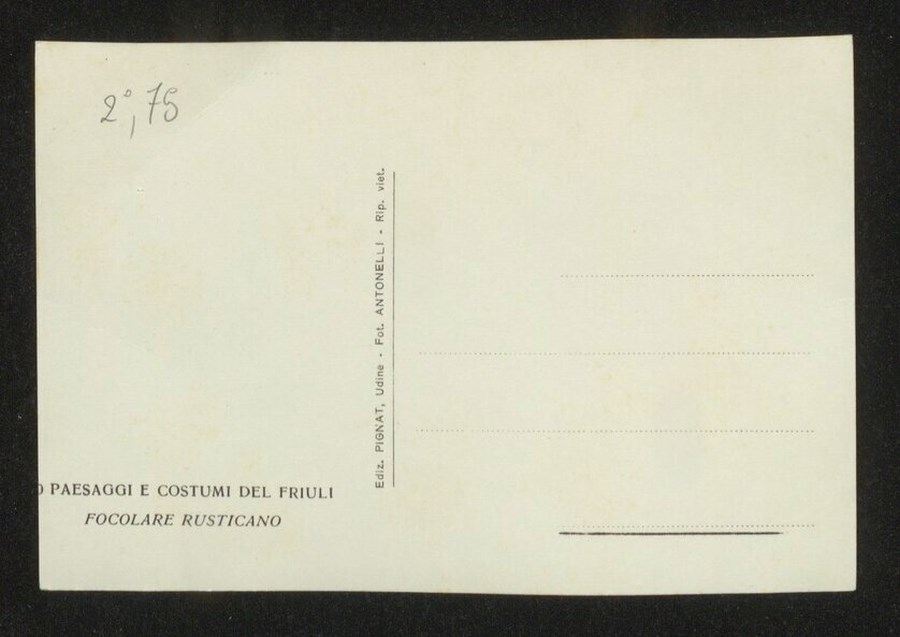 2°,75
Ediz. PIGNAT, Udine - Fot. ANTONELLI - Rip. viet.
PAESAGGI E COSTUMI DEL FRIULI
FOCOLARE RUSTICANO